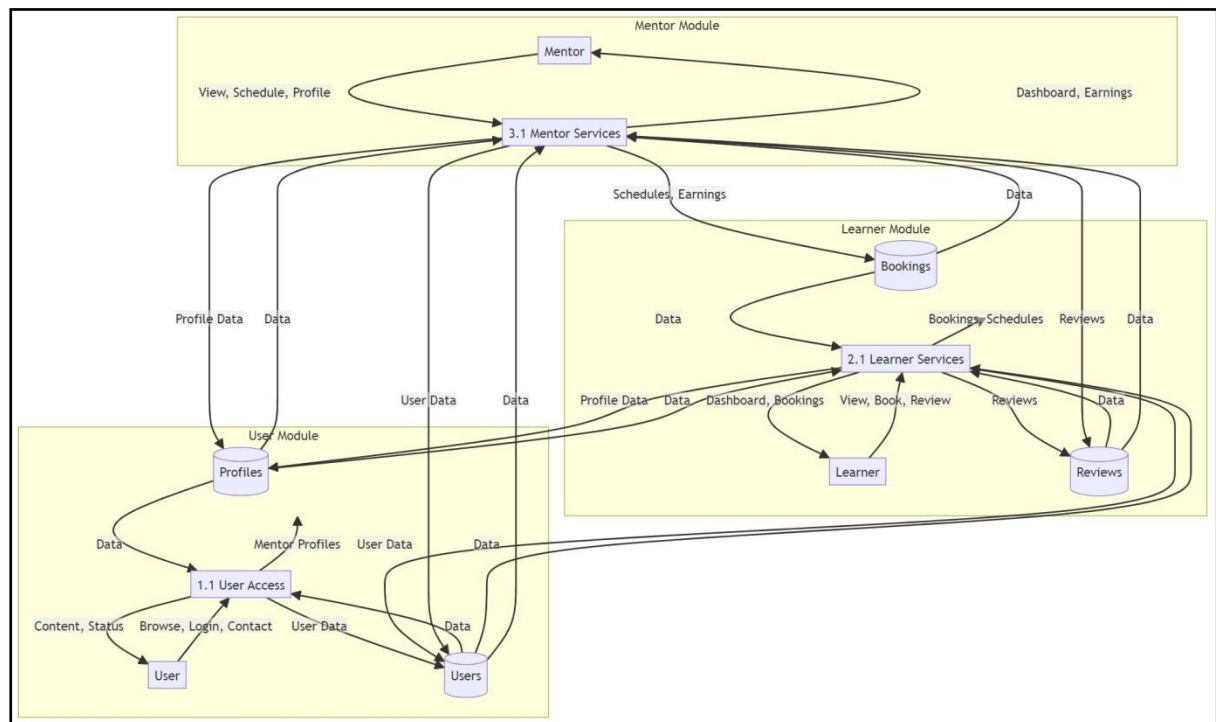 Mentor Module
Mentor
View, Schedule, Profile
Dashboard, Earnings
3.1 Mentor Services
Schedules, Earnings
Data
Learner Module
Bookings
Profile Data
Data
Data
Bookings, Schedules
Reviews
Data
2.1 Learner Services
User Data
Data
Profile Data
Data
Dashboard, Bookings
View, Book, Review
Reviews
Data
User Module
Profiles
Learner
Reviews
Data
Mentor Profiles
User Data
Data
1.1 User Access
Content, Status
Browse, Login, Contact
User Data
Data
User
Users